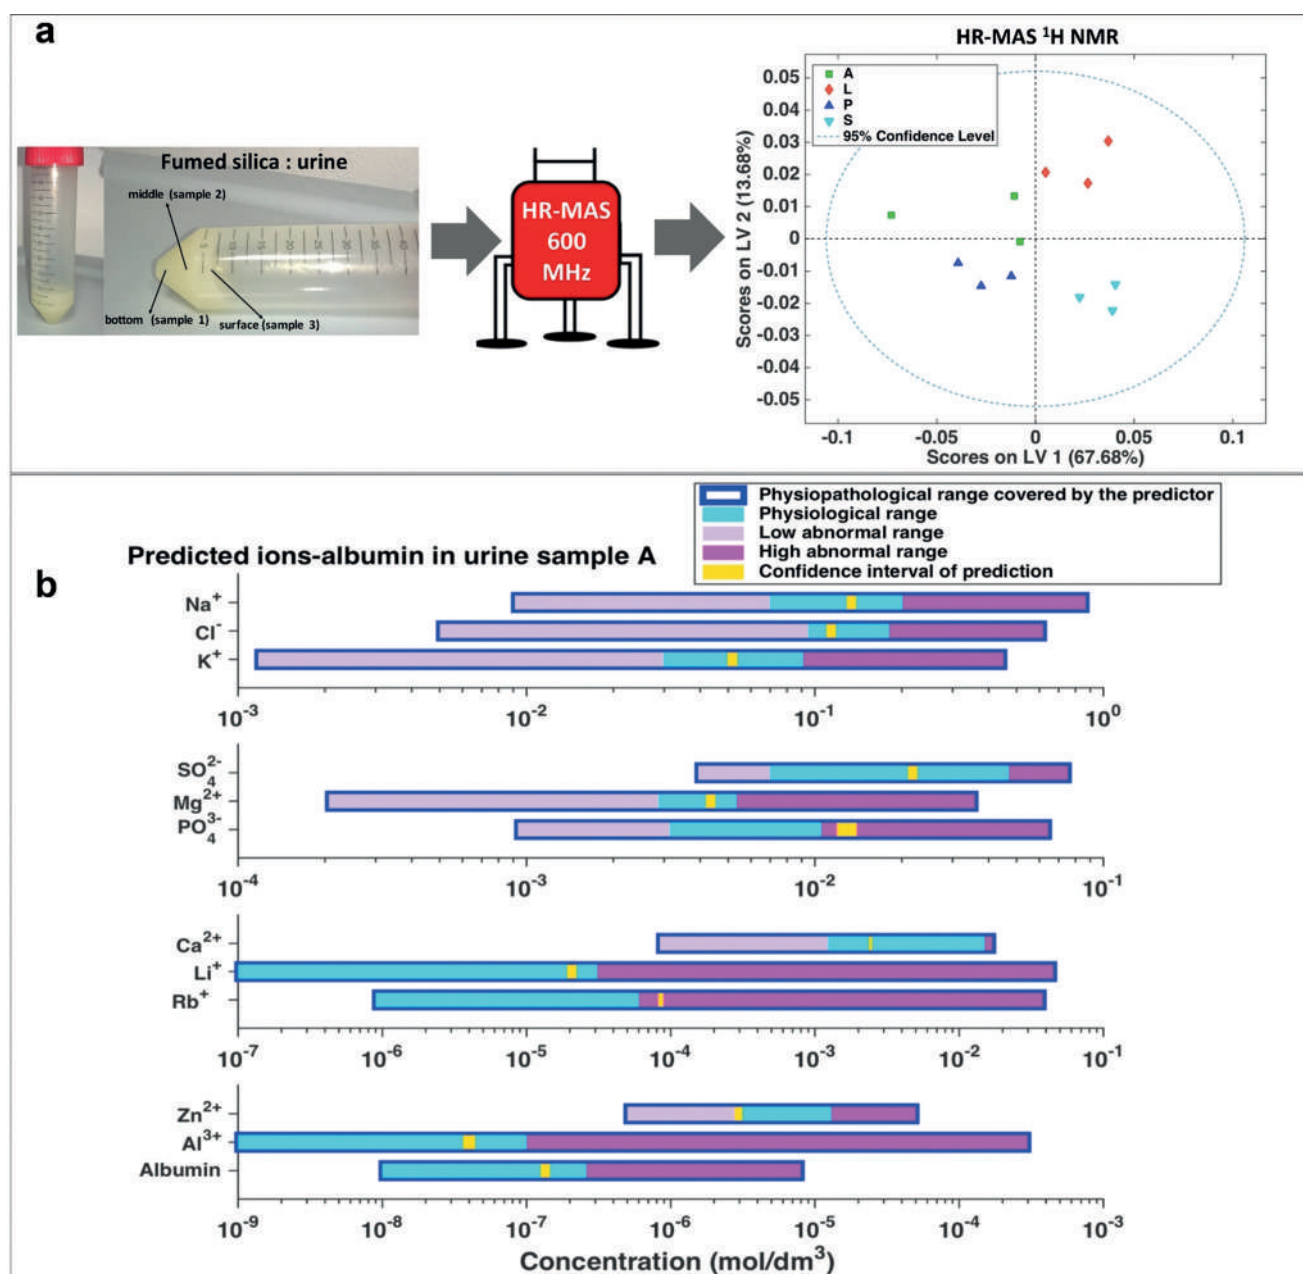 a
Fumed silica : urine
middle (sample 2)
bottom (sample 1)
surface (sample 3)
HR-MAS
600
MHz
HR-MAS ¹H NMR
A
L
P
S
95% Confidence Level
Scores on LV 2 (13.68%)
0.05
0.04
0.03
0.02
0.01
0
-0.01
-0.02
-0.03
-0.04
-0.05
-0.1 -0.05 0 0.05 0.1
Scores on LV 1 (67.68%)
Physiopathological range covered by the predictor
Physiological range
Low abnormal range
High abnormal range
Confidence interval of prediction
Predicted ions-albumin in urine sample A
b
Na⁺
Cl⁻
K⁺
10⁻³ 10⁻² 10⁻¹ 10⁰
SO₄²⁻
Mg²⁺
PO₄³⁻
10⁻⁴ 10⁻³ 10⁻² 10⁻¹
Ca²⁺
Li⁺
Rb⁺
10⁻⁷ 10⁻⁶ 10⁻⁵ 10⁻⁴ 10⁻³ 10⁻² 10⁻¹
Zn²⁺
Al³⁺
Albumin
10⁻⁹ 10⁻⁸ 10⁻⁷ 10⁻⁶ 10⁻⁵ 10⁻⁴ 10⁻³
Concentration (mol/dm³)